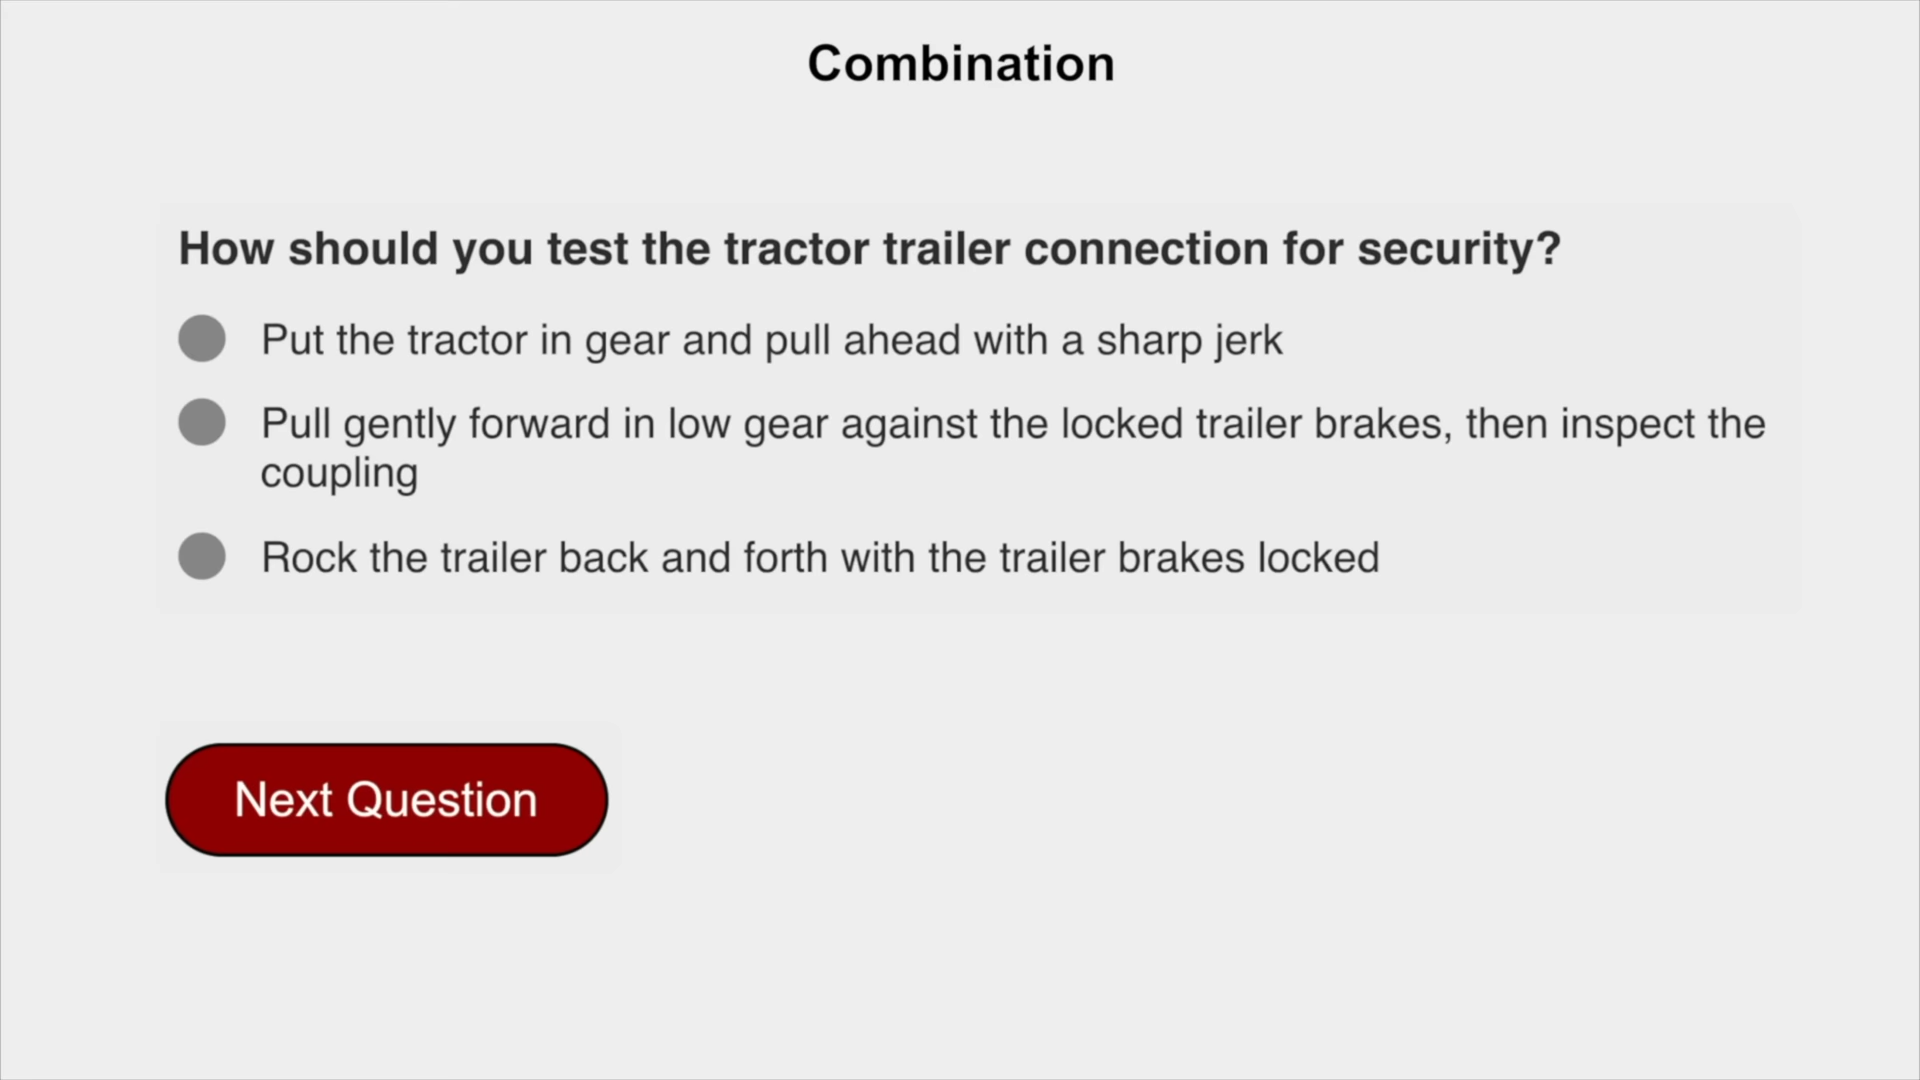 Combination
How should you test the tractor trailer connection for security?
Put the tractor in gear and pull ahead with a sharp jerk
Pull gently forward in low gear against the locked trailer brakes, then inspect the
coupling
Rock the trailer back and forth with the trailer brakes locked
Next Question